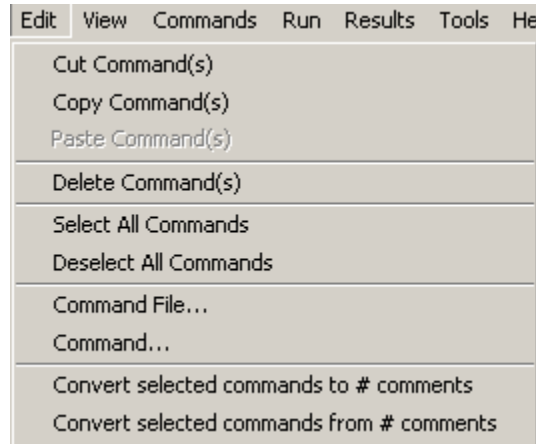 Edit View Commands Run Results Tools He
Cut Command(s)
Copy Command(s)
Paste Command(s)
Delete Command(s)
Select All Commands
Deselect All Commands
Command File...
Command...
Convert selected commands to # comments
Convert selected commands from # comments